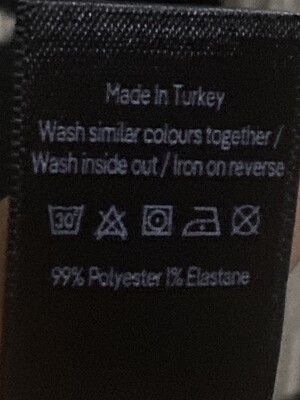 Made In Turkey
Wash similar colours together /
Wash inside out / Iron on reverse
30°
99% Polyester 1% Elastane